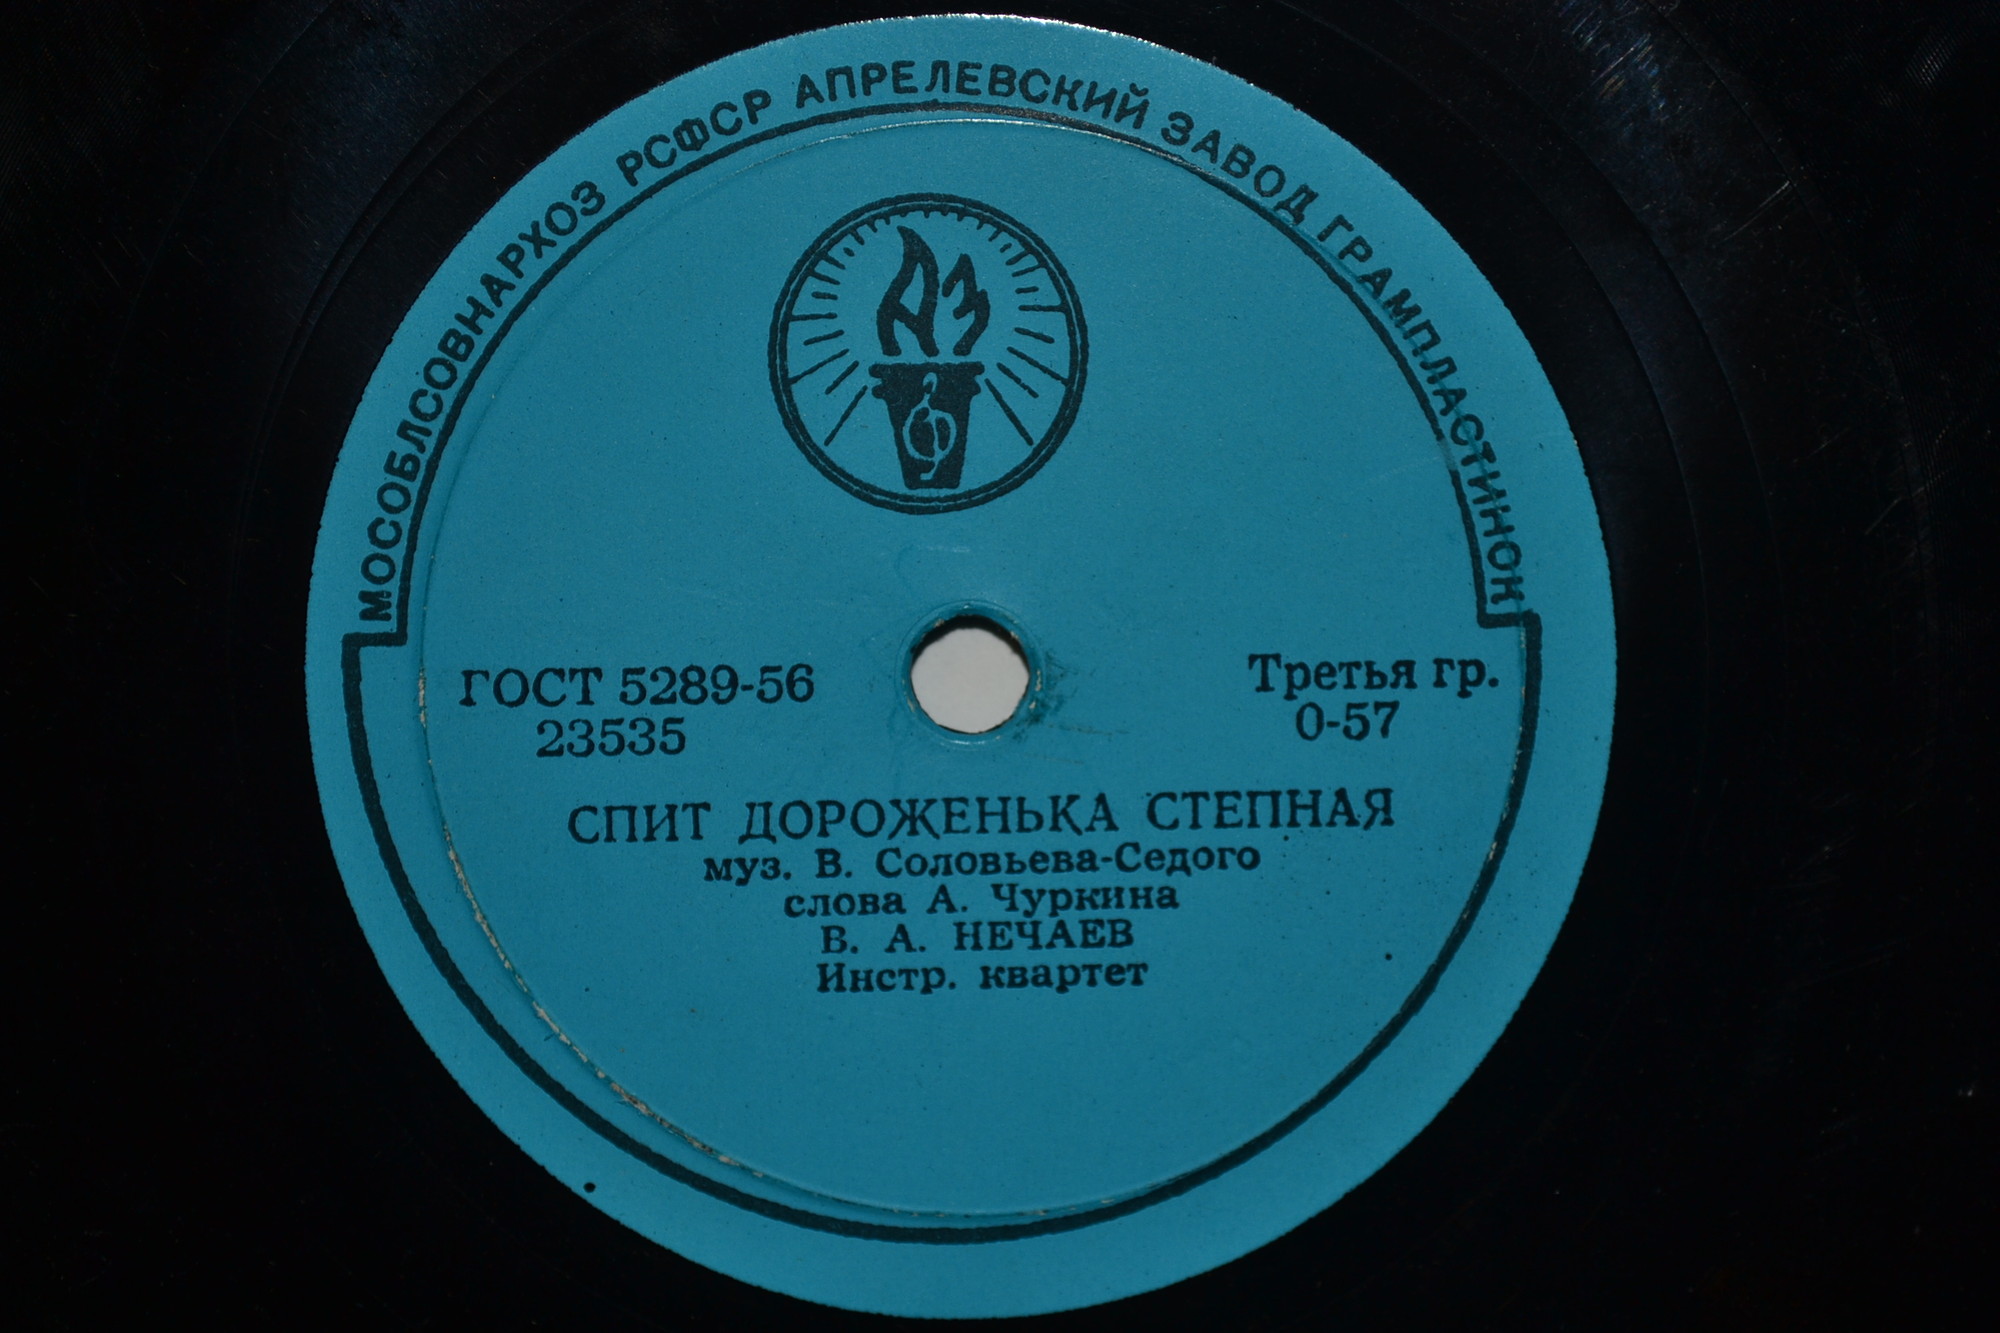 МОСОБЛСОВНАРХОЗ РСФСР АПРЕЛЕВСКИЙ ЗАВОД ГРАМПЛАСТИНОК
АЗ
ГОСТ 5289-56
23535
Третья гр.
0-57
СПИТ ДОРОЖЕНЬКА СТЕПНАЯ
муз. В. Соловьева-Седого
слова А. Чуркина
В. А. НЕЧАЕВ
Инстр. квартет